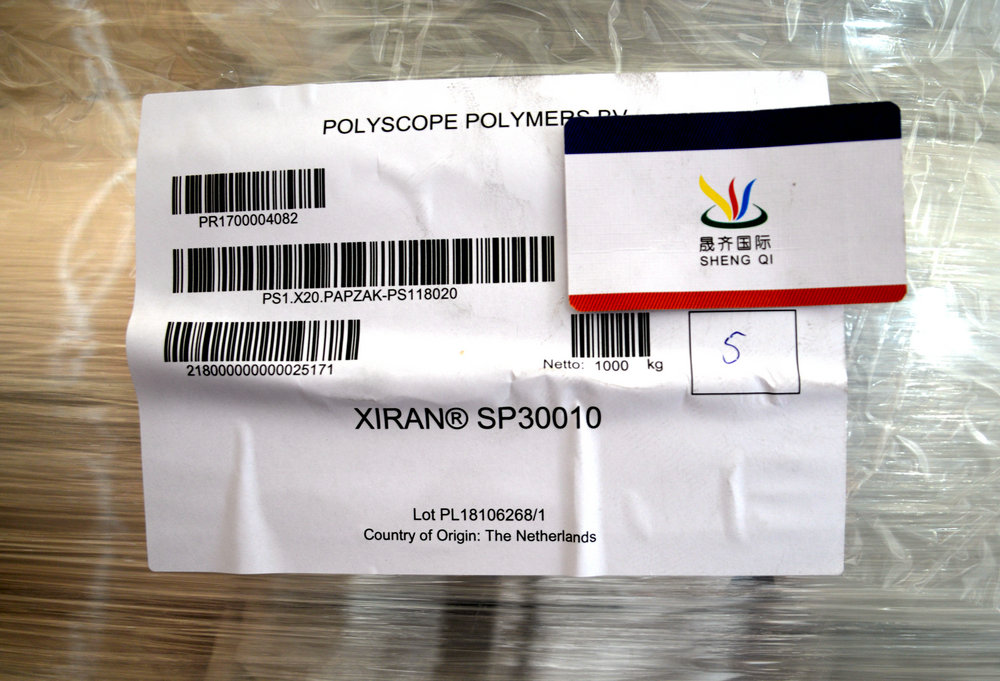 POLYSCOPE POLYMERS BV
PR1700004082
PS1.X20.PAPZAK-PS118020
218000000000025171
Netto: 1000 kg
5
XIRAN® SP30010
Lot PL18106268/1
Country of Origin: The Netherlands
晟齐国际
SHENG QI